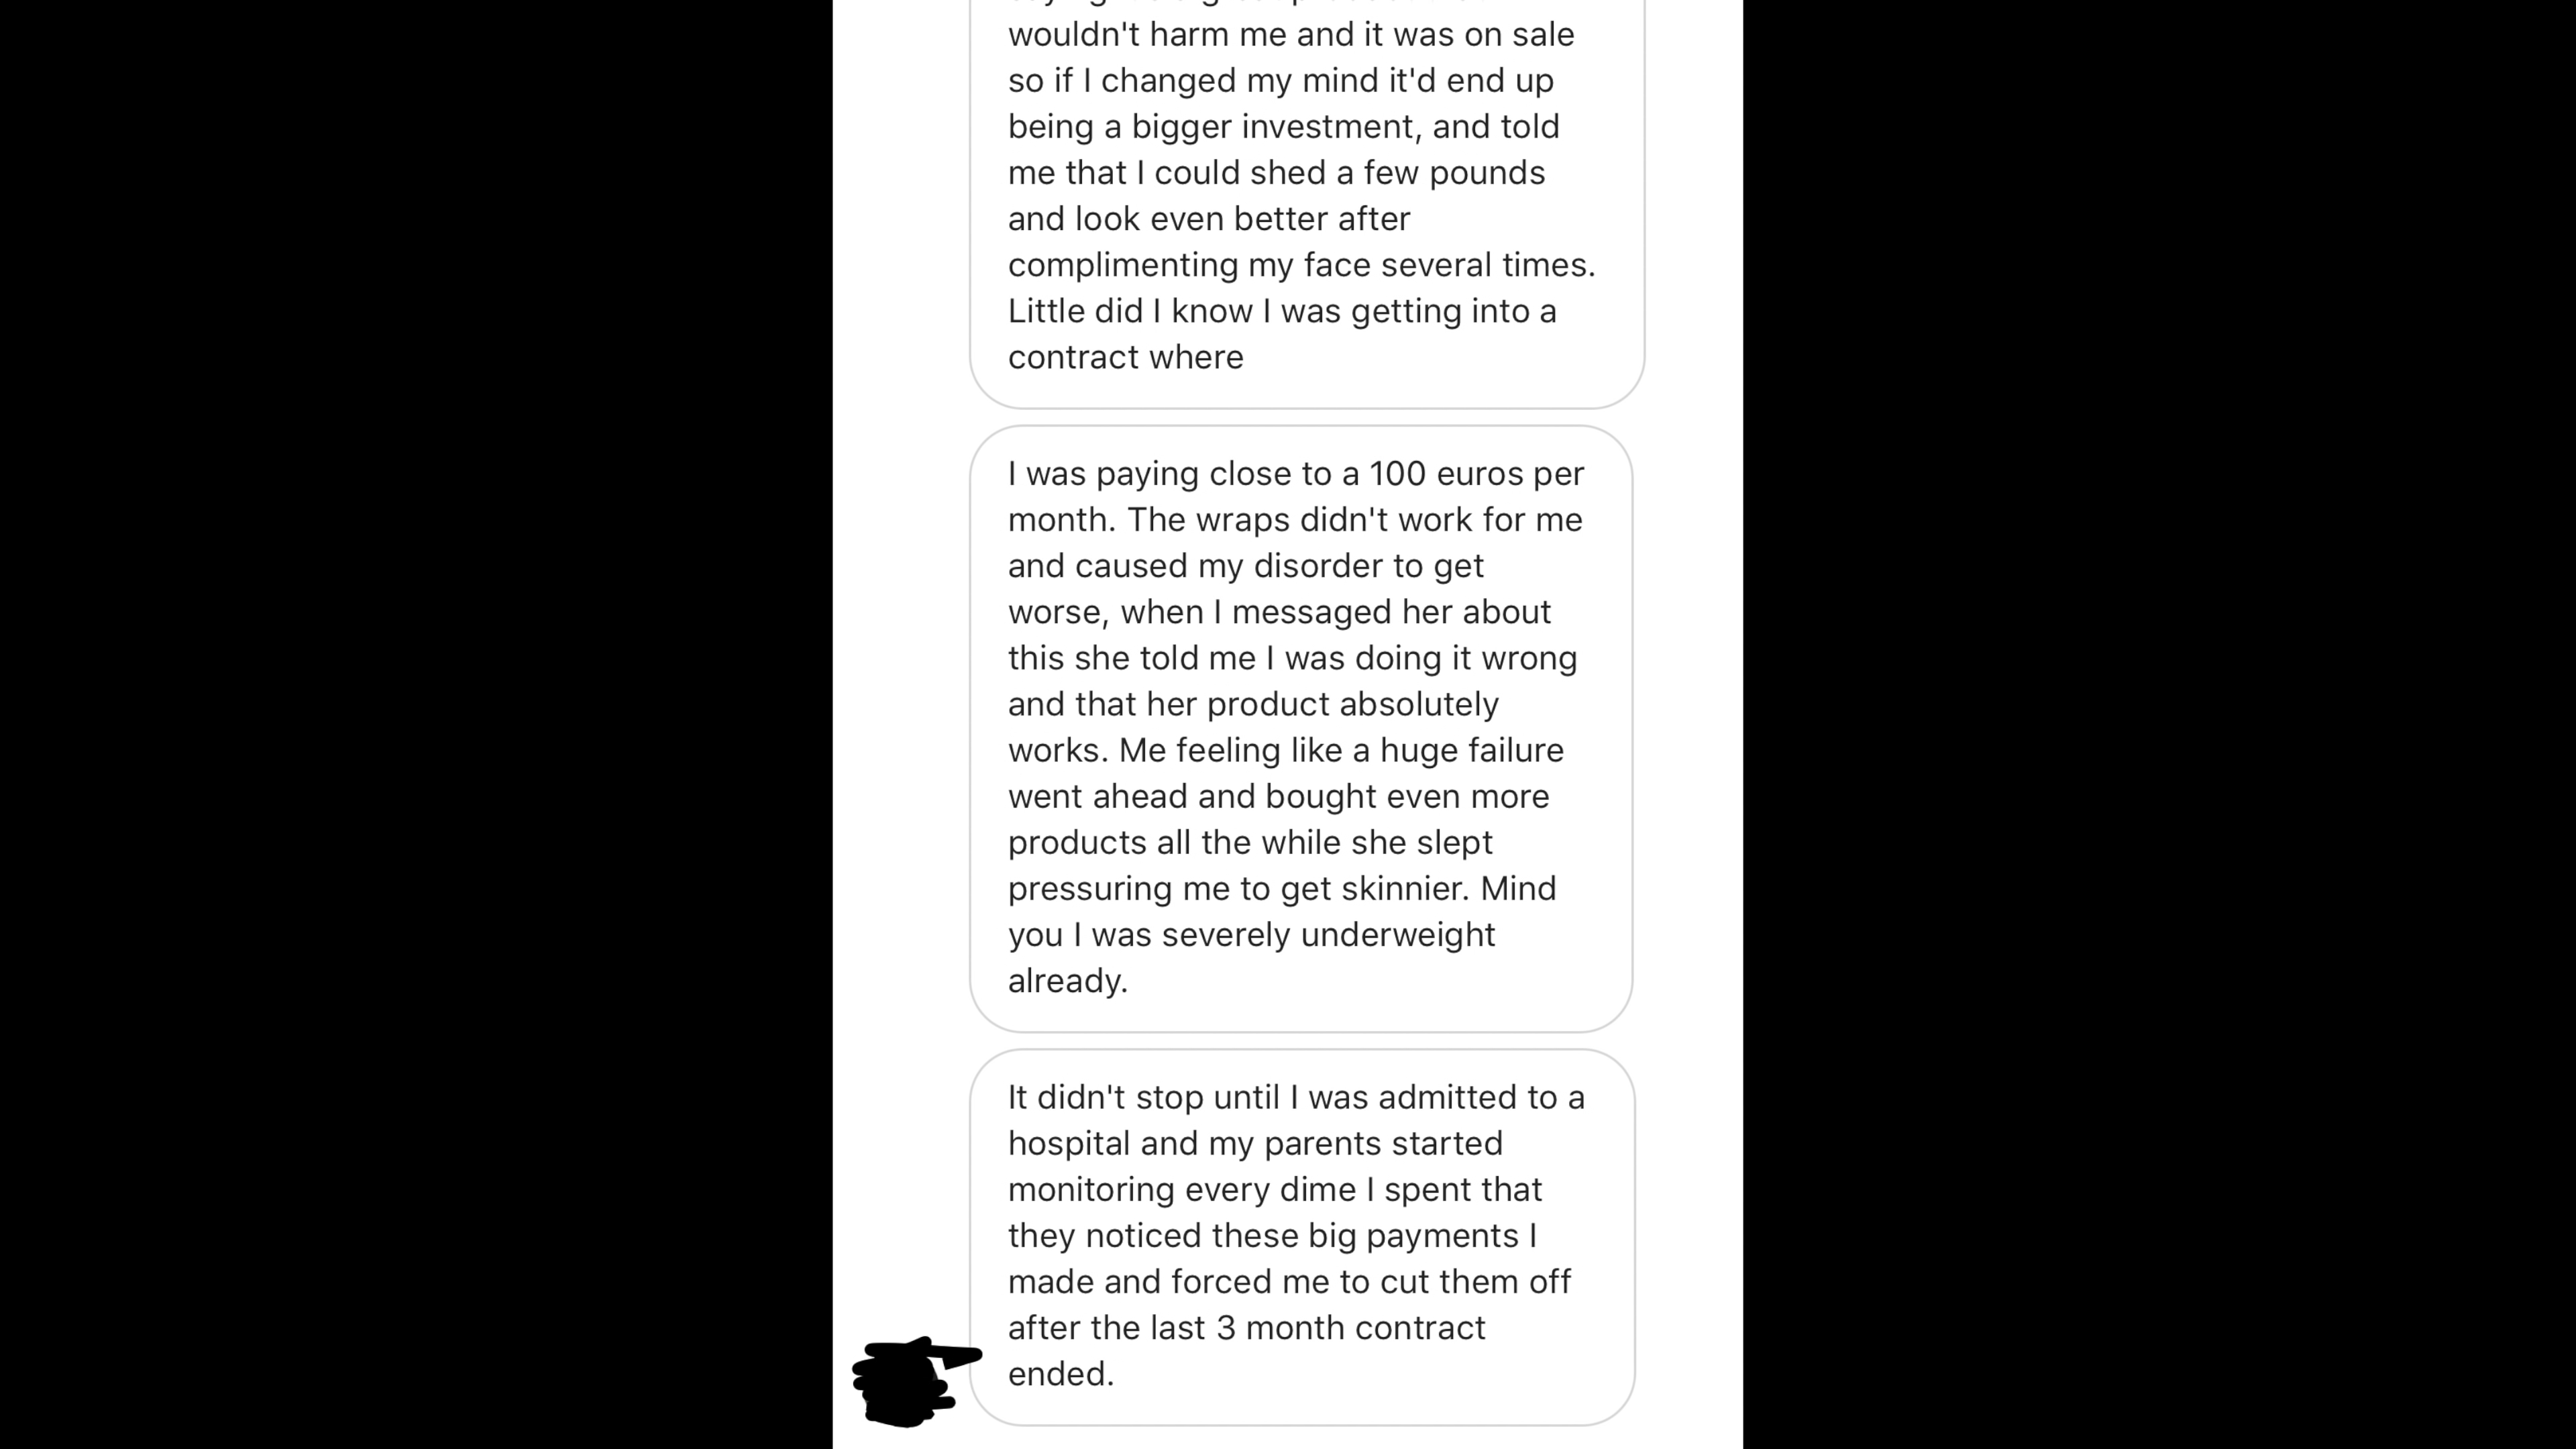 wouldn't harm me and it was on sale
so if I changed my mind it'd end up
being a bigger investment, and told
me that I could shed a few pounds
and look even better after
complimenting my face several times.
Little did I know I was getting into a
contract where
I was paying close to a 100 euros per
month. The wraps didn't work for me
and caused my disorder to get
worse, when I messaged her about
this she told me I was doing it wrong
and that her product absolutely
works. Me feeling like a huge failure
went ahead and bought even more
products all the while she slept
pressuring me to get skinnier. Mind
you I was severely underweight
already.
It didn't stop until I was admitted to a
hospital and my parents started
monitoring every dime I spent that
they noticed these big payments I
made and forced me to cut them off
after the last 3 month contract
ended.